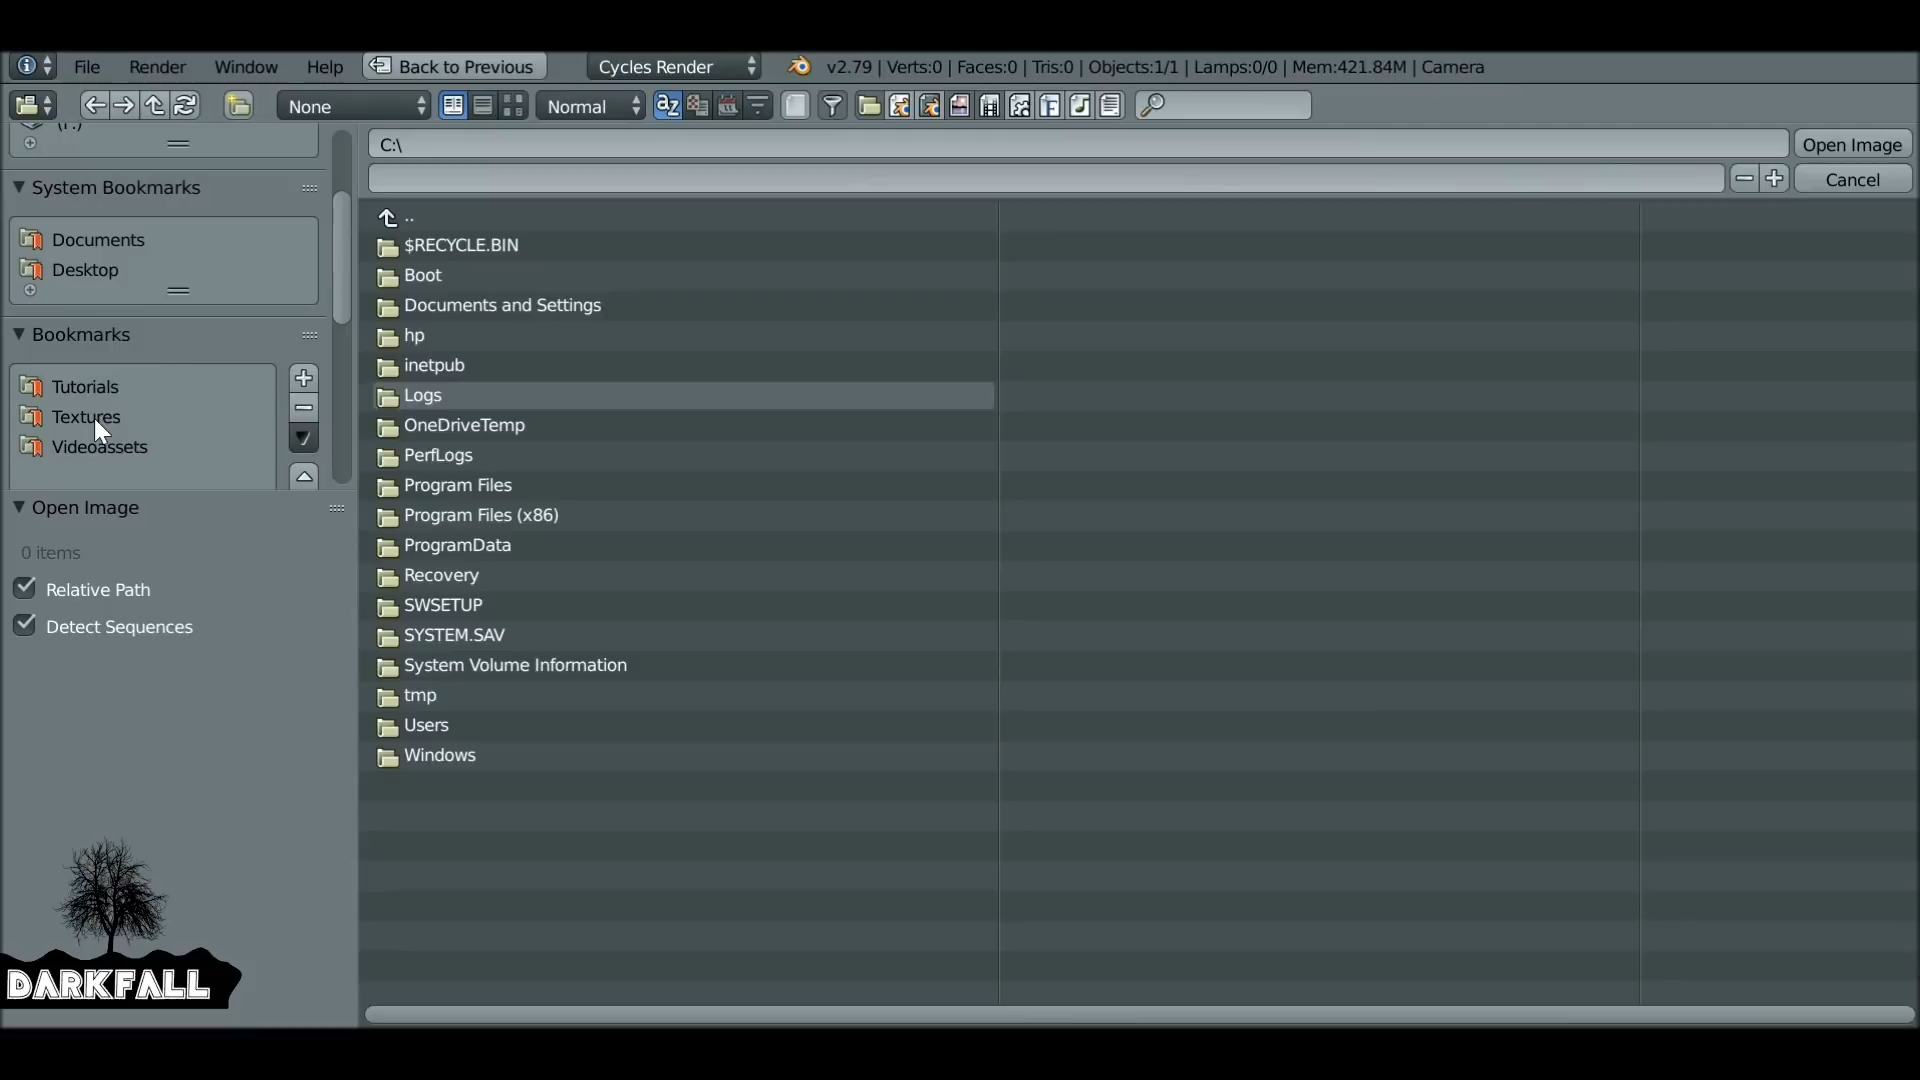 File Render Window Help Back to Previous Cycles Render v2.79 | Verts:0 | Faces:0 | Tris:0 | Objects:1/1 | Lamps:0/0 | Mem:421.84M | Camera
None Normal
C:\ Open Image
Cancel
System Bookmarks
Documents
Desktop
Bookmarks
Tutorials
Textures
Videoassets
Open Image
0 items
Relative Path
Detect Sequences
..
$RECYCLE.BIN
Boot
Documents and Settings
hp
inetpub
Logs
OneDriveTemp
PerfLogs
Program Files
Program Files (x86)
ProgramData
Recovery
SWSETUP
SYSTEM.SAV
System Volume Information
tmp
Users
Windows
DARKFALL